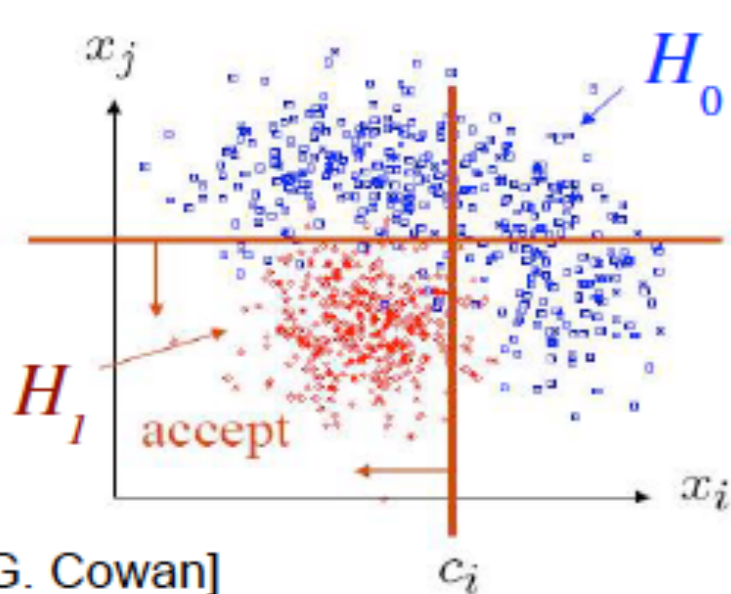 x_j
H_0
H_1
accept
x_i
G. Cowan]
c_i